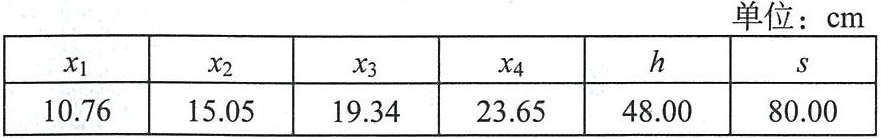 单位：cm
x₁ x₂ x₃ x₄ h s
10.76 15.05 19.34 23.65 48.00 80.00